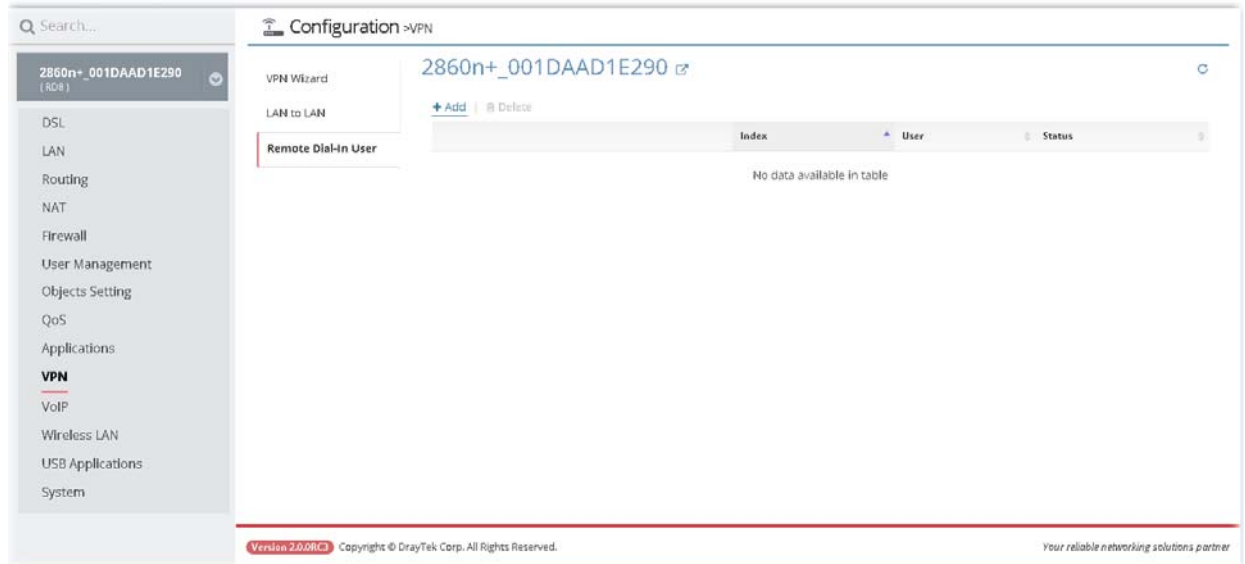 Search...
Configuration >VPN
2860n+_001DAAD1E290
(RD8)
DSL
LAN
Routing
NAT
Firewall
User Management
Objects Setting
QoS
Applications
VPN
VoIP
Wireless LAN
USB Applications
System
VPN Wizard
LAN to LAN
Remote Dial-In User
2860n+_001DAAD1E290
+ Add | Delete
Index User Status
No data available in table
Version 2.0.0RC3 Copyright © DrayTek Corp. All Rights Reserved.
Your reliable networking solutions partner